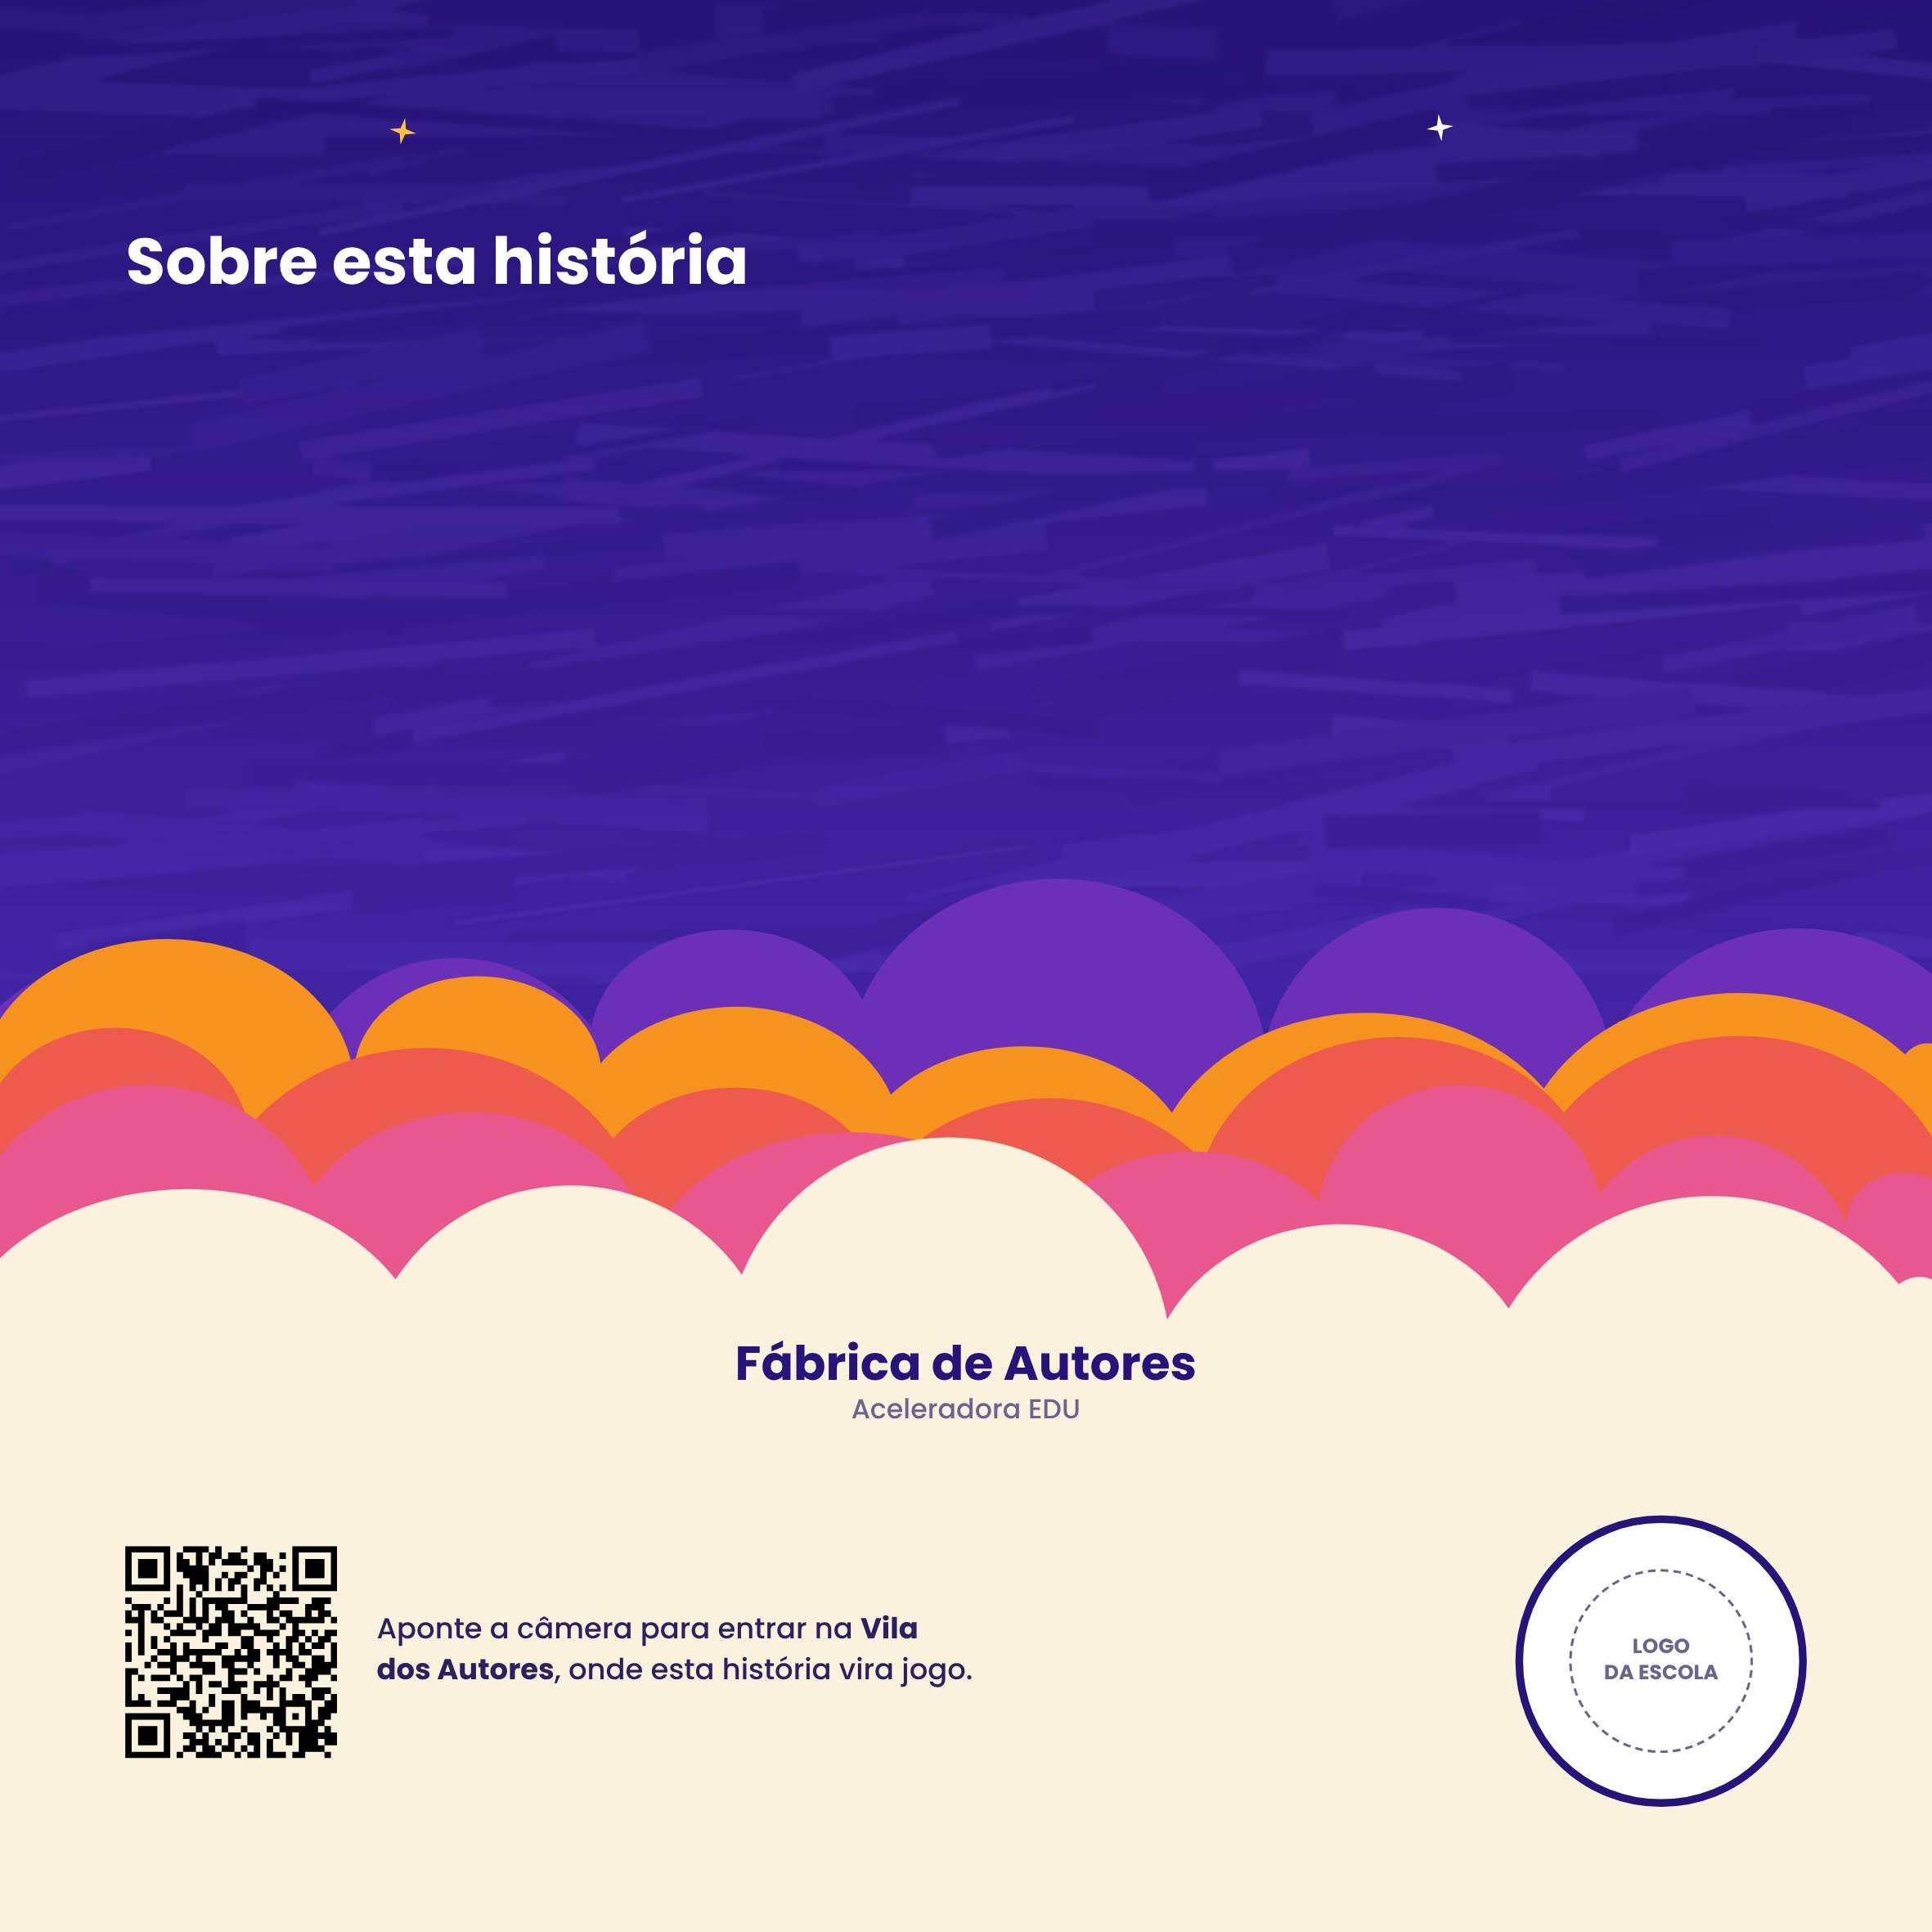 Sobre esta história
Fábrica de Autores
Aceleradora EDU
Aponte a câmera para entrar na Vila
dos Autores, onde esta história vira jogo.
LOGO
DA ESCOLA